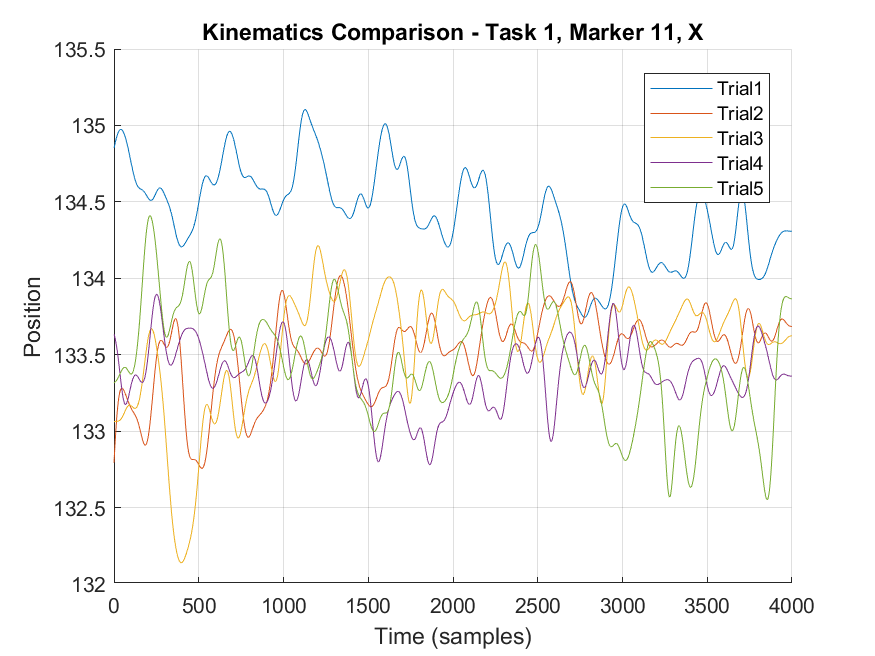 Kinematics Comparison - Task 1, Marker 11, X
135.5
135
134.5
134
133.5
133
132.5
132
Position
Trial1
Trial2
Trial3
Trial4
Trial5
0 500 1000 1500 2000 2500 3000 3500 4000
Time (samples)